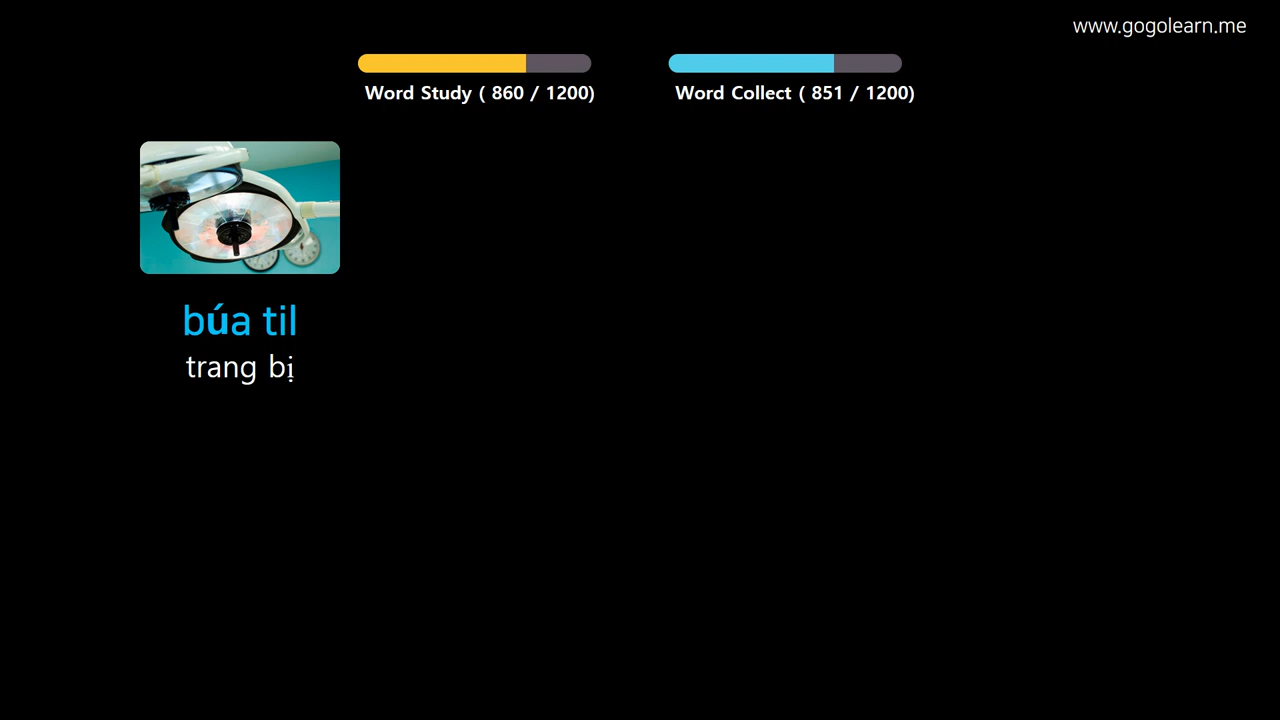 www.gogolearn.me
Word Study ( 860 / 1200)
Word Collect ( 851 / 1200)
búa til
trang bị